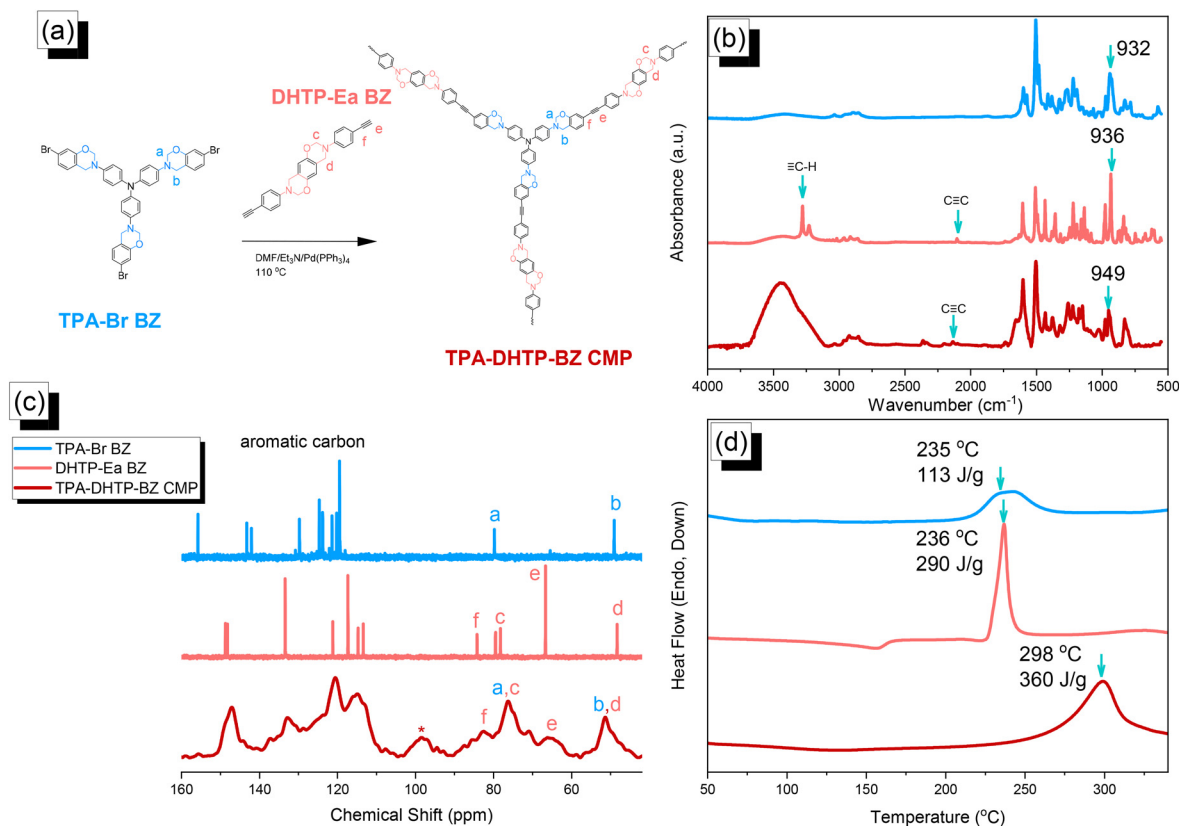 (a)
DHTP-Ea BZ
TPA-Br BZ
Br
O
a
N
b
Br
N
N
N
O
Br
e
f
c
O
N
d
N
O
DMF/Et3N/Pd(PPh3)4
110 °C
c
N
O
d
O
N
a
O
e
f
N
b
N
N
O
N
O
O
N
TPA-DHTP-BZ CMP
(b)
932
936
≡C-H
C≡C
949
C≡C
Absorbance (a.u.)
4000 3500 3000 2500 2000 1500 1000 500
Wavenumber (cm-1)
(c)
TPA-Br BZ
DHTP-Ea BZ
TPA-DHTP-BZ CMP
aromatic carbon
a
b
e
f
c
d
a,c
b,d
*
f
e
160 140 120 100 80 60
Chemical Shift (ppm)
(d)
235 °C
113 J/g
236 °C
290 J/g
298 °C
360 J/g
Heat Flow (Endo, Down)
50 100 150 200 250 300
Temperature (°C)